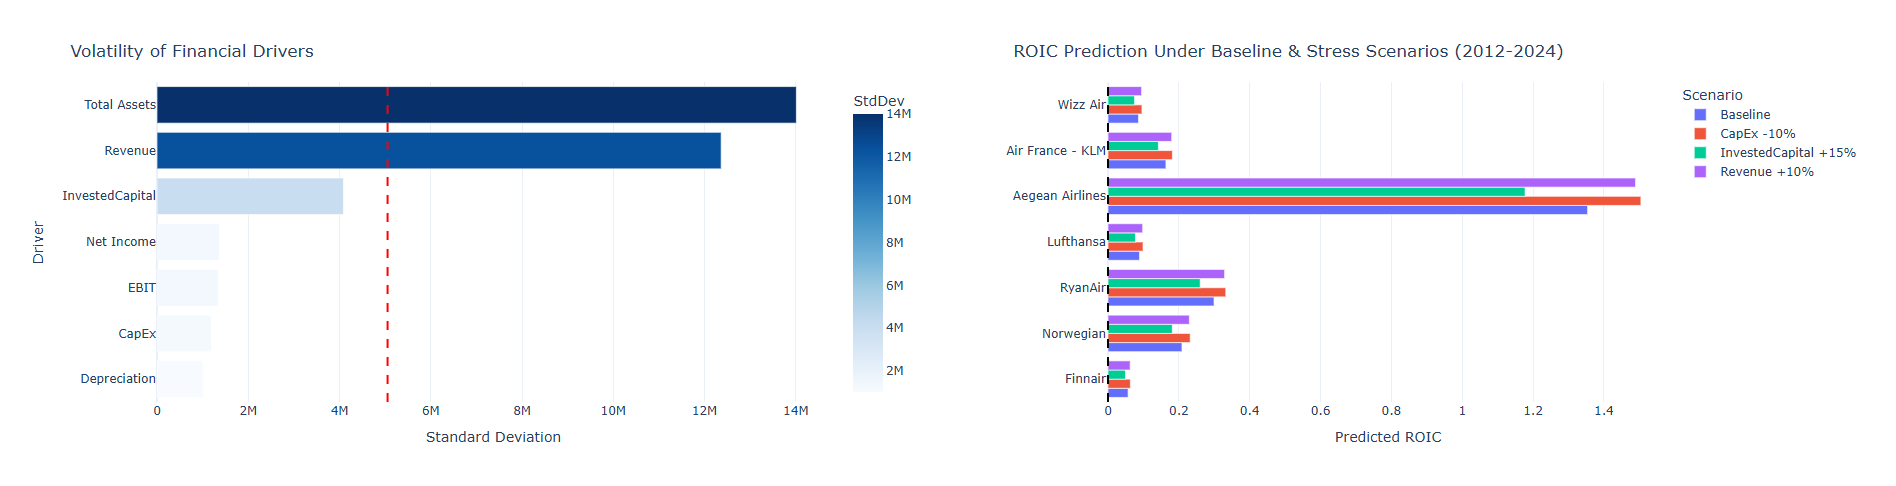 Volatility of Financial Drivers
Driver
Total Assets
Revenue
InvestedCapital
Net Income
EBIT
CapEx
Depreciation
0 2M 4M 6M 8M 10M 12M 14M
Standard Deviation
StdDev
14M
12M
10M
8M
6M
4M
2M
ROIC Prediction Under Baseline & Stress Scenarios (2012-2024)
Wizz Air
Air France - KLM
Aegean Airlines
Lufthansa
RyanAir
Norwegian
Finnair
0 0.2 0.4 0.6 0.8 1 1.2 1.4
Predicted ROIC
Scenario
Baseline
CapEx -10%
InvestedCapital +15%
Revenue +10%